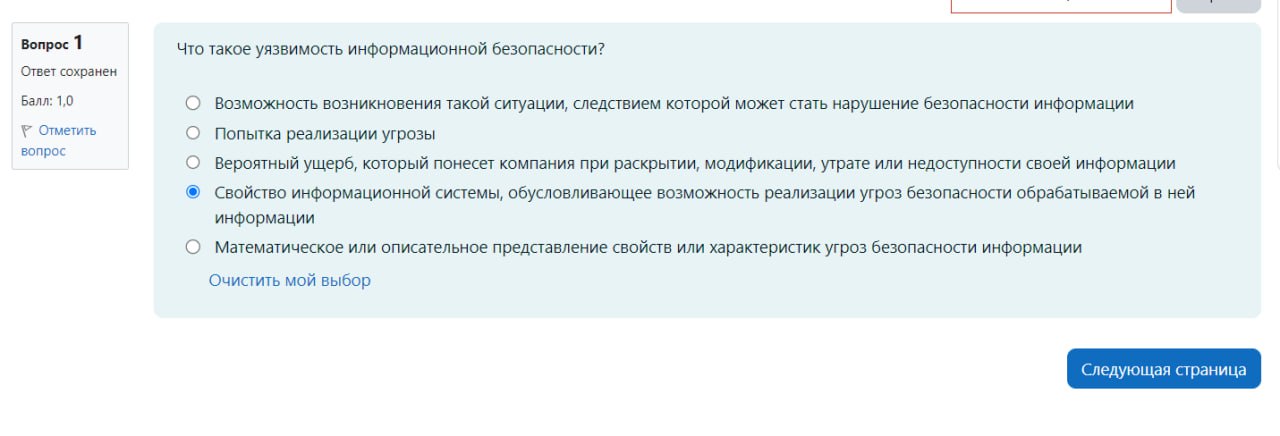 Вопрос 1
Ответ сохранен
Балл: 1,0
Отметить
вопрос
Что такое уязвимость информационной безопасности?
Возможность возникновения такой ситуации, следствием которой может стать нарушение безопасности информации
Попытка реализации угрозы
Вероятный ущерб, который понесет компания при раскрытии, модификации, утрате или недоступности своей информации
Свойство информационной системы, обусловливающее возможность реализации угроз безопасности обрабатываемой в ней
информации
Математическое или описательное представление свойств или характеристик угроз безопасности информации
Очистить мой выбор
Следующая страница